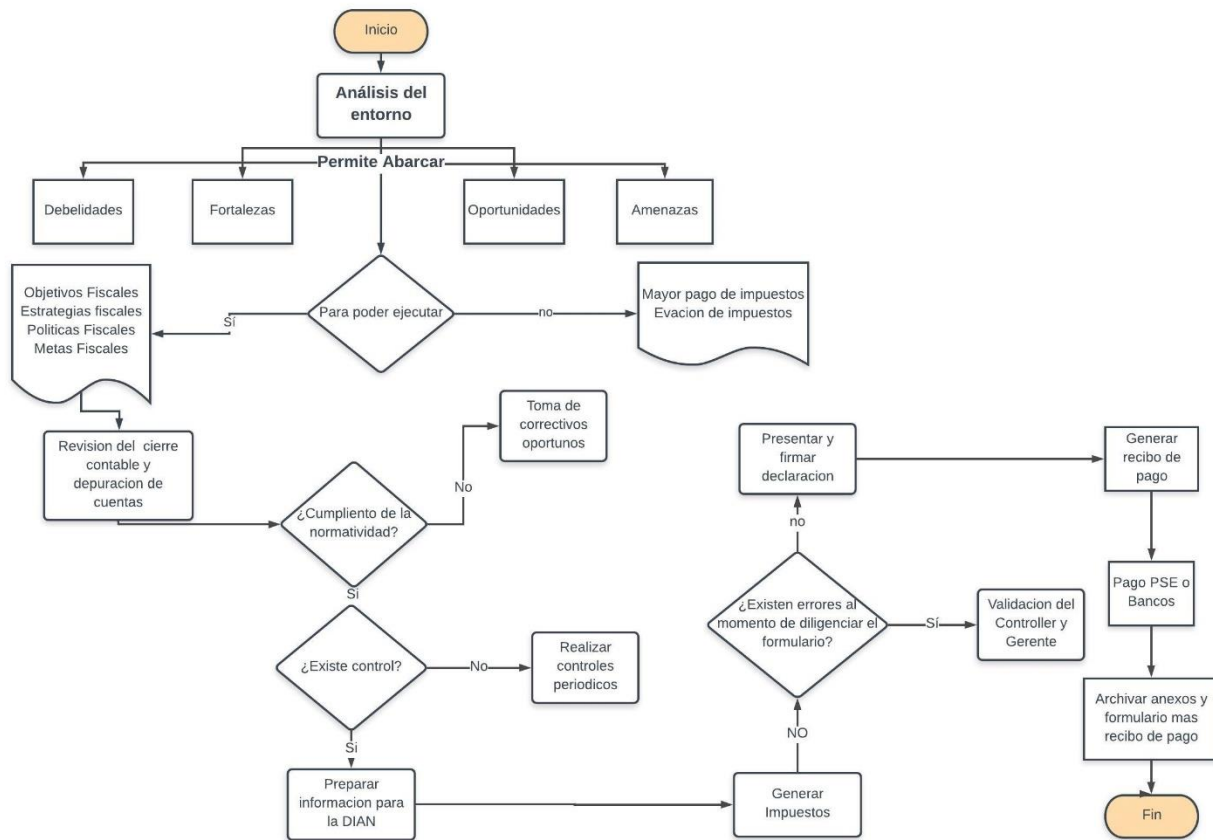 Inicio
Análisis del
entorno
Permite Abarcar
Debelidades
Fortalezas
Oportunidades
Amenazas
Objetivos Fiscales
Estrategias fiscales
Politicas Fiscales
Metas Fiscales
Sí
Para poder ejecutar
no
Mayor pago de impuestos
Evacion de impuestos
Revision del cierre
contable y
depuracion de
cuentas
¿Cumpliento de la
normatividad?
No
Toma de
correctivos
oportunos
Si
¿Existe control?
No
Realizar
controles
periodicos
Si
Preparar
informacion para
la DIAN
Generar
Impuestos
NO
¿Existen errores al
momento de diligenciar el
formulario?
Sí
Validacion del
Controller y
Gerente
no
Presentar y
firmar
declaracion
Generar
recibo de
pago
Pago PSE o
Bancos
Archivar anexos y
formulario mas
recibo de pago
Fin